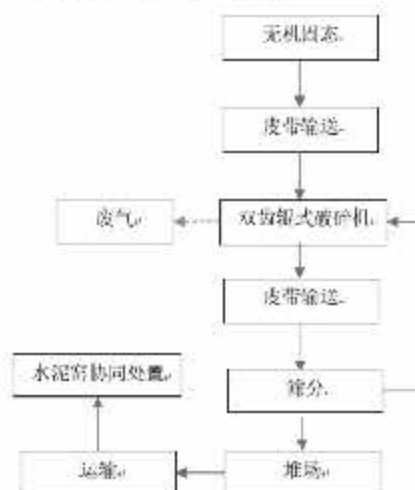 无机固态
皮带输送
废气
双齿辊式破碎机
皮带输送
水泥窑协同处置
筛分
运输
堆场